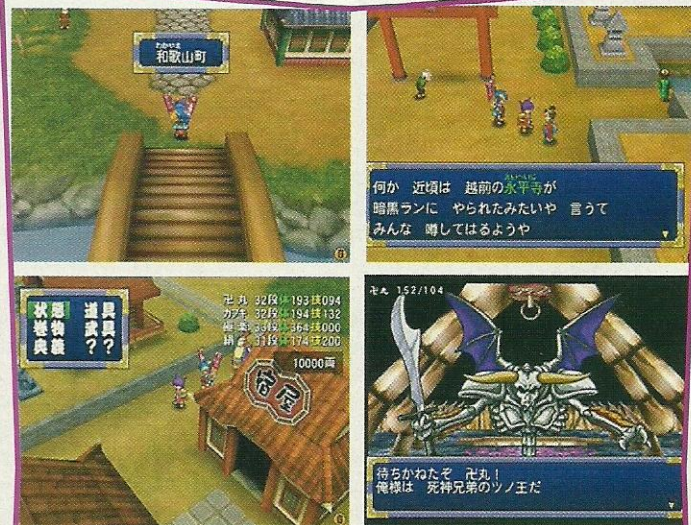 わかやま
和歌山町
えいへいじ
何か 近頃は 越前の永平寺が
暗黒ランに やられたみたいや 言うて
みんな 噂してはるようや
状態 道具
巻物 武具
奥義 ？？
卍丸 32段体193技094
カブキ 32段体194技132
極楽 33段体364技000
絹 31段体174技200
10000両
宿屋
卍丸 152/104
待ちかねたぞ 卍丸！
俺様は 死神兄弟のツノ王だ